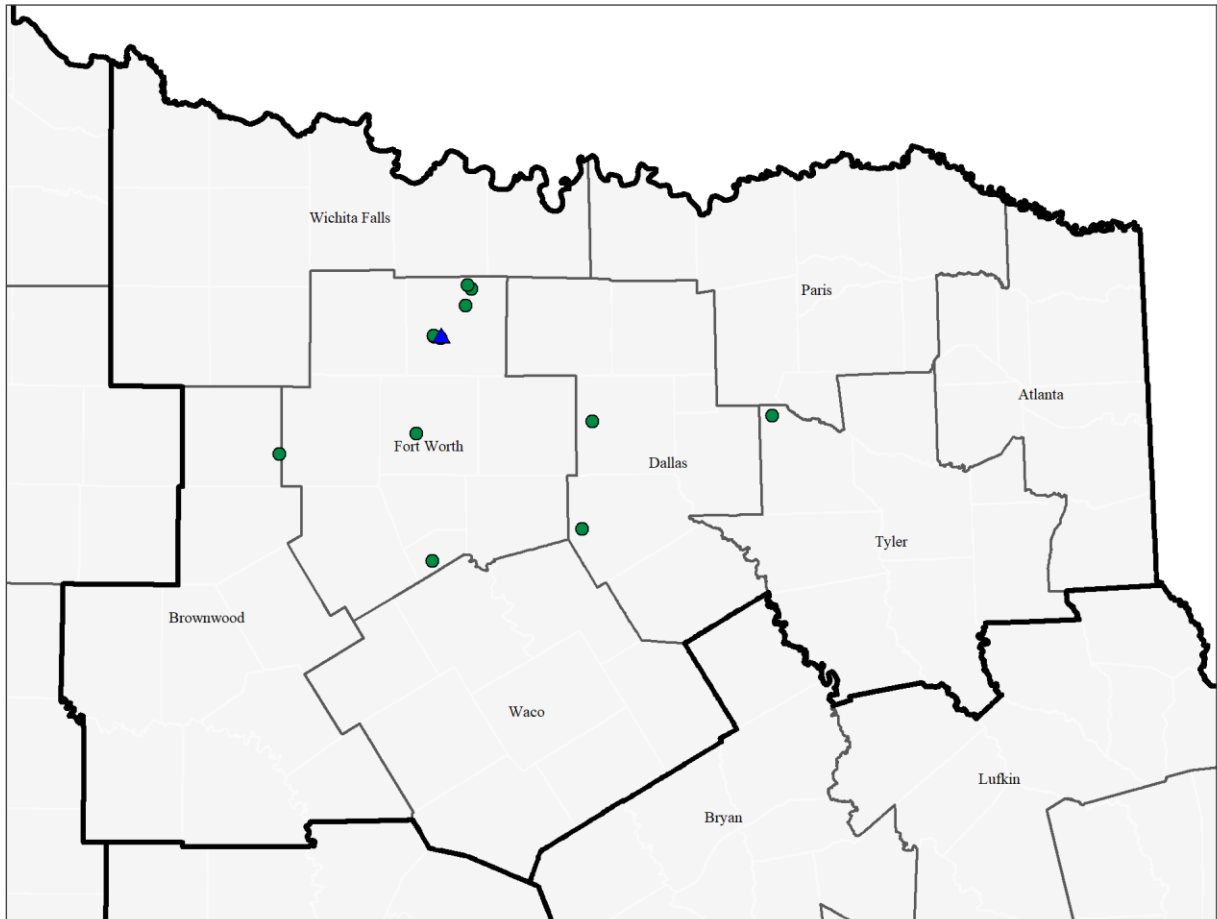 Wichita Falls
Paris
Atlanta
Fort Worth
Dallas
Tyler
Brownwood
Waco
Lufkin
Bryan